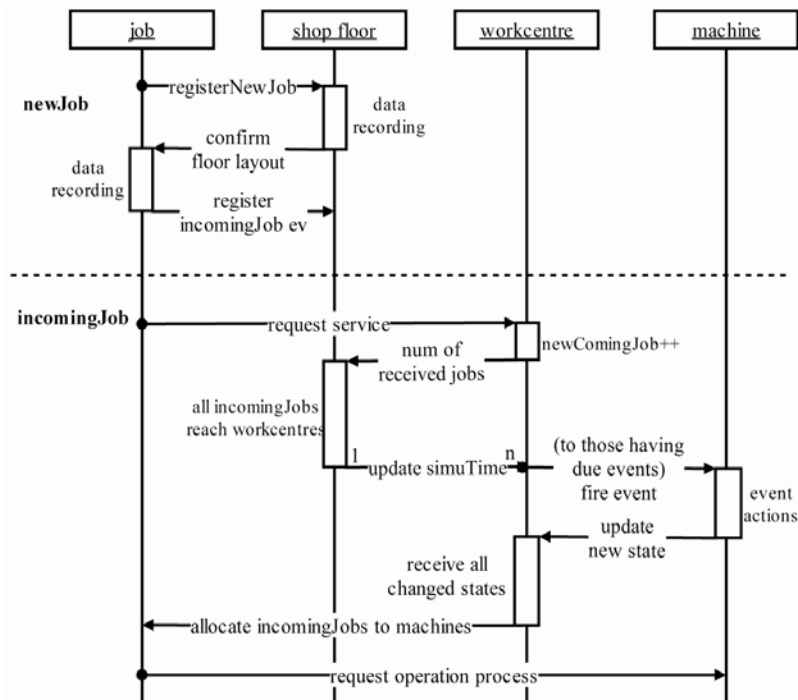 job
shop floor
workcentre
machine
registerNewJob
newJob
data
recording
confirm
floor layout
data
recording
register
incomingJob ev
incomingJob
request service
newComingJob++
num of
received jobs
all incomingJobs
reach workcentres
1
update simuTime
n
(to those having
due events)
fire event
event
actions
update
new state
receive all
changed states
allocate incomingJobs to machines
request operation process